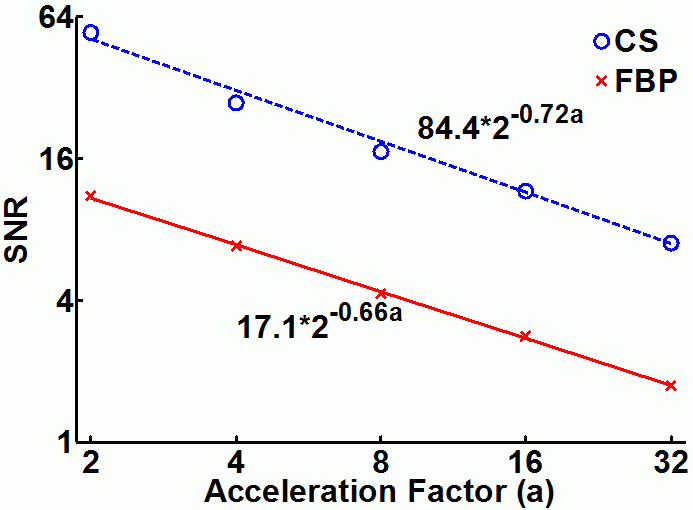 64
CS
FBP
84.4*2^-0.72a
16
SNR
4
17.1*2^-0.66a
1
2 4 8 16 32
Acceleration Factor (a)